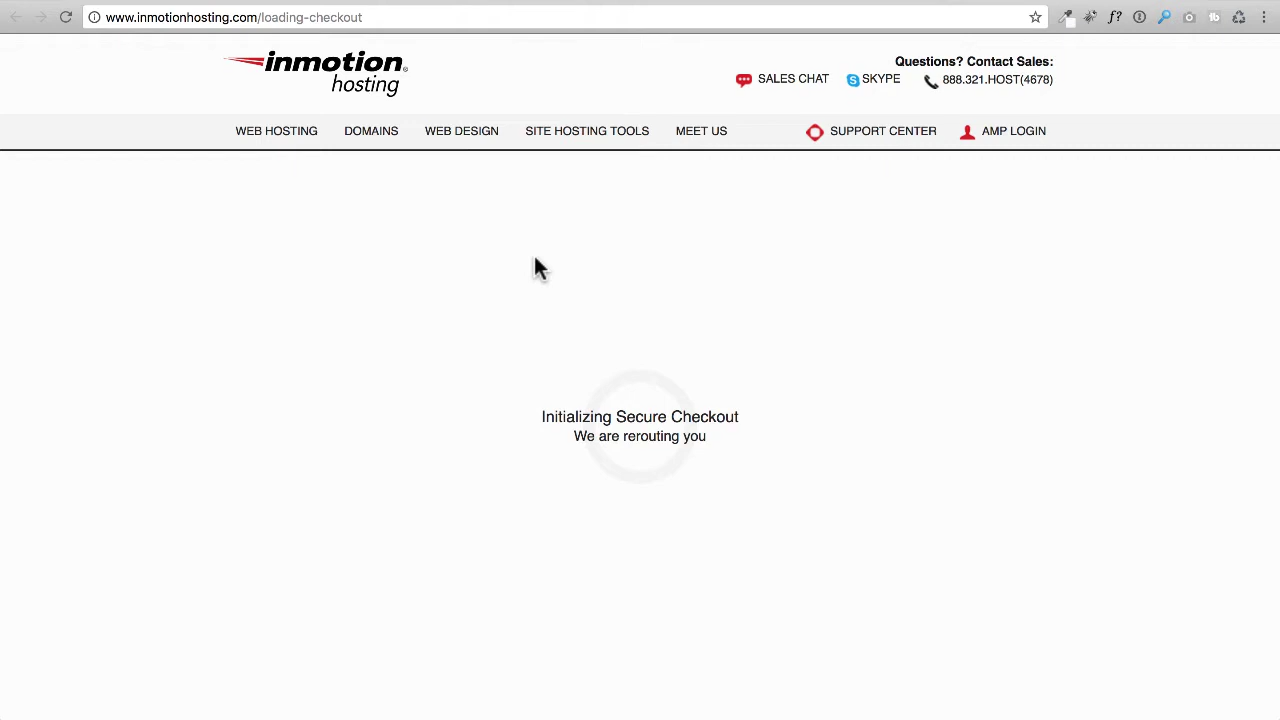 www.inmotionhosting.com/loading-checkout
f?
inmotion
hosting
Questions? Contact Sales:
SALES CHAT SKYPE 888.321.HOST(4678)
WEB HOSTING DOMAINS WEB DESIGN SITE HOSTING TOOLS MEET US SUPPORT CENTER AMP LOGIN
Initializing Secure Checkout
We are rerouting you